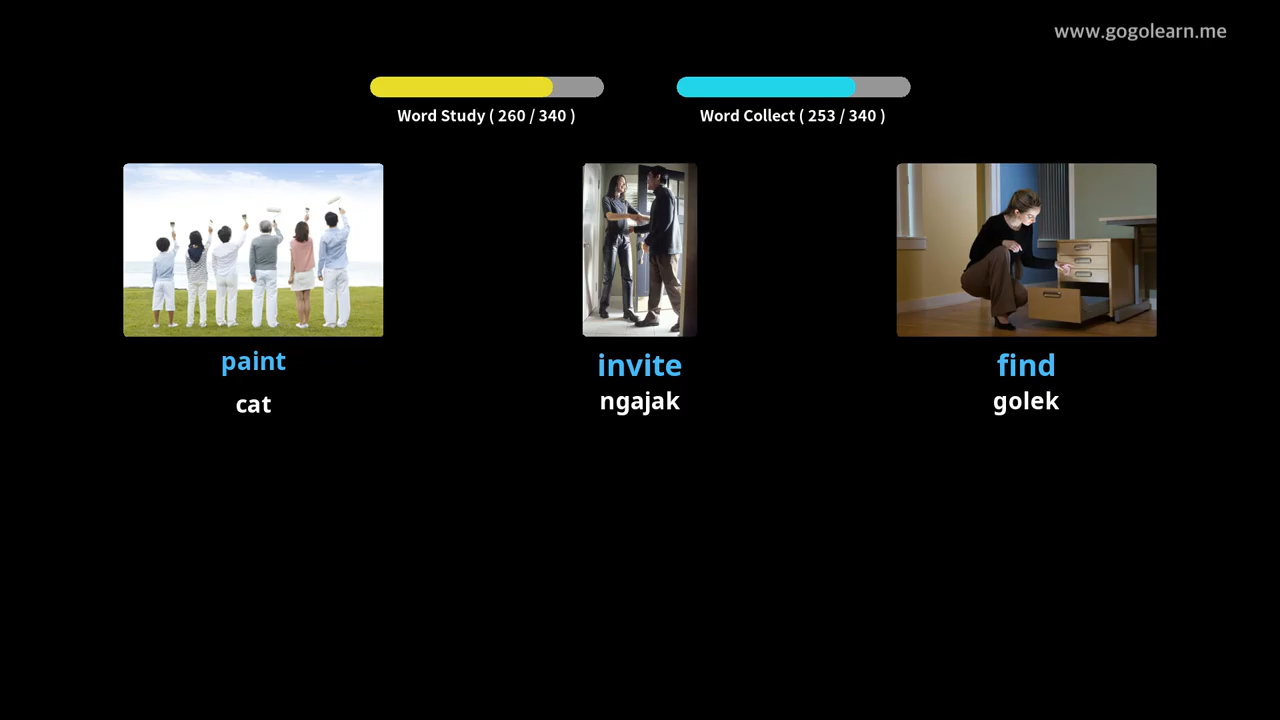 www.gogolearn.me
Word Study ( 260 / 340 )
Word Collect ( 253 / 340 )
paint
cat
invite
ngajak
find
golek